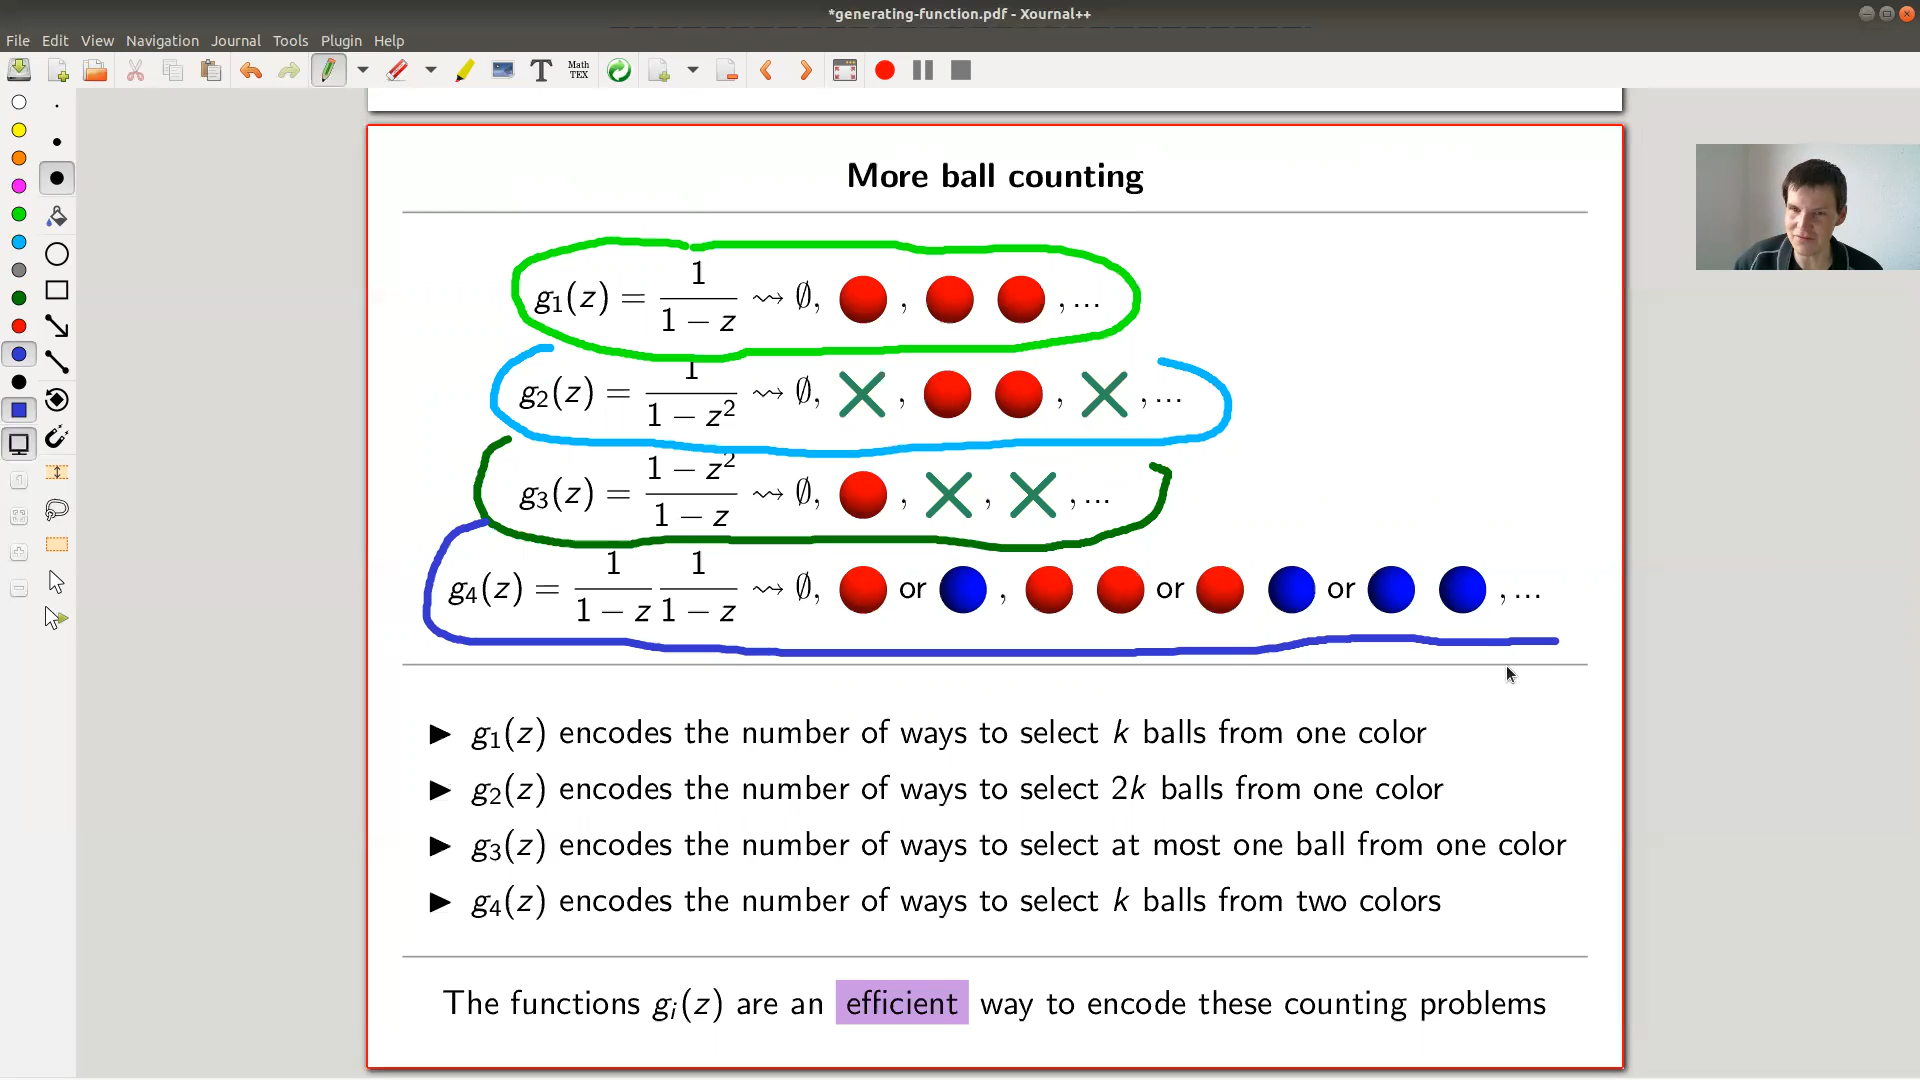 *generating-function.pdf - Xournal++
File Edit View Navigation Journal Tools Plugin Help
T Math TEX
More ball counting
g₁(z) = 1/(1 − z) ⇝ ∅, , , ...
g₂(z) = 1/(1 − z²) ⇝ ∅, , , , ...
g₃(z) = (1 − z²)/(1 − z) ⇝ ∅, , , , ...
g₄(z) = 1/(1 − z) 1/(1 − z) ⇝ ∅, or , or or , ...
▶ g₁(z) encodes the number of ways to select k balls from one color
▶ g₂(z) encodes the number of ways to select 2k balls from one color
▶ g₃(z) encodes the number of ways to select at most one ball from one color
▶ g₄(z) encodes the number of ways to select k balls from two colors
The functions gᵢ(z) are an efficient way to encode these counting problems